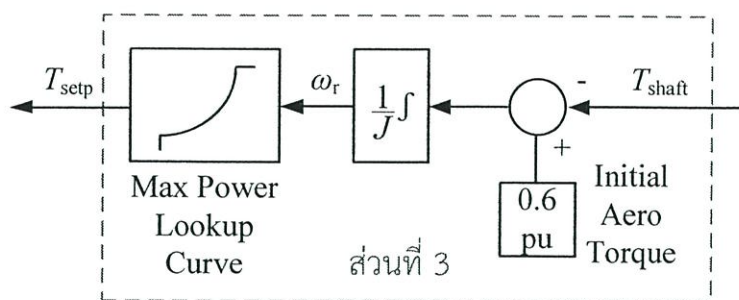 T_setp
Max Power
Lookup
Curve
ω_r
1/J ∫
-
+
T_shaft
0.6
pu
Initial
Aero
Torque
ส่วนที่ 3